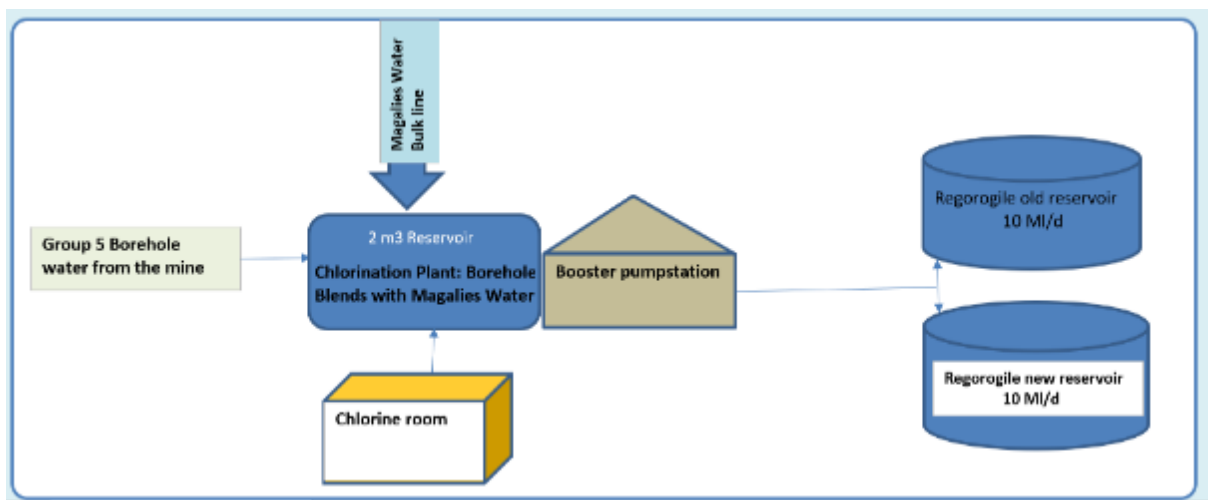 Magalies Water
Bulk line
Group 5 Borehole
water from the mine
2 m3 Reservoir
Chlorination Plant: Borehole
Blends with Magalies Water
Booster pumpstation
Chlorine room
Regorogile old reservoir
10 Ml/d
Regorogile new reservoir
10 Ml/d